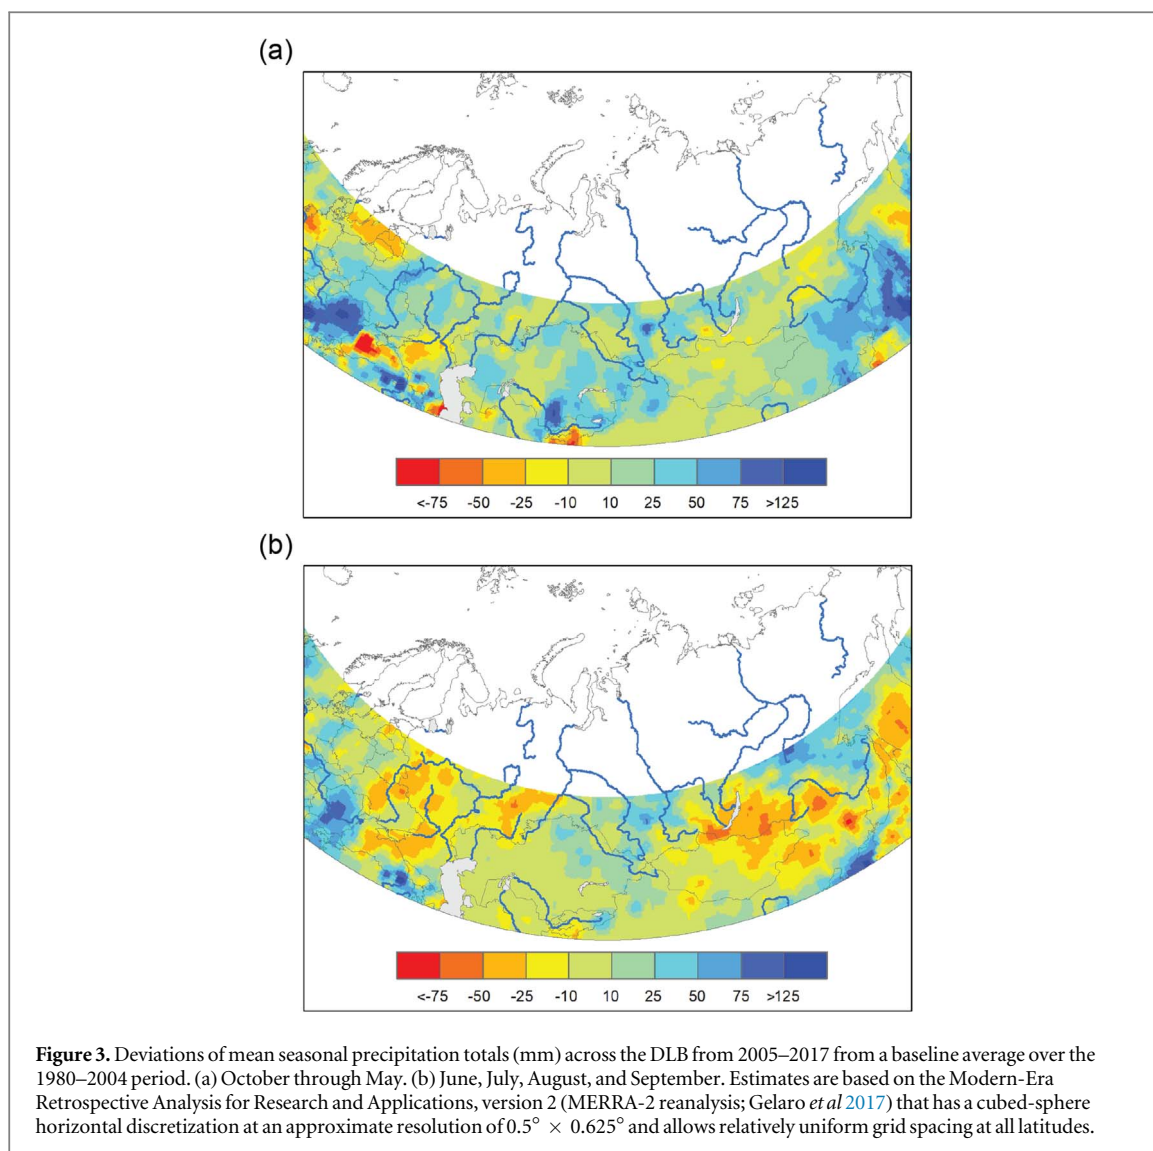 (a)
<-75 -50 -25 -10 10 25 50 75 >125
(b)
<-75 -50 -25 -10 10 25 50 75 >125
Figure 3. Deviations of mean seasonal precipitation totals (mm) across the DLB from 2005–2017 from a baseline average over the
1980–2004 period. (a) October through May. (b) June, July, August, and September. Estimates are based on the Modern-Era
Retrospective Analysis for Research and Applications, version 2 (MERRA-2 reanalysis; Gelaro et al 2017) that has a cubed-sphere
horizontal discretization at an approximate resolution of 0.5° × 0.625° and allows relatively uniform grid spacing at all latitudes.